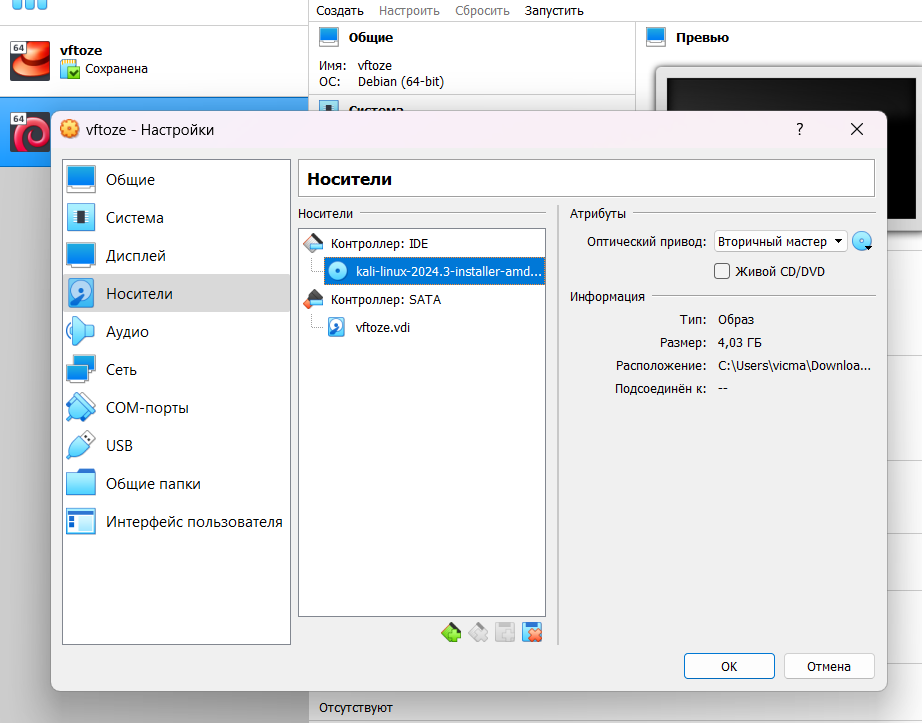 Создать Настроить Сбросить Запустить
64
vftoze
Сохранена
Общие
Имя: vftoze
ОС: Debian (64-bit)
Система
Превью
64
vftoze - Настройки
?
Общие
Система
Дисплей
Носители
Аудио
Сеть
COM-порты
USB
Общие папки
Интерфейс пользователя
Носители
Носители
Контроллер: IDE
kali-linux-2024.3-installer-amd...
Контроллер: SATA
vftoze.vdi
Атрибуты
Оптический привод: Вторичный мастер
Живой CD/DVD
Информация
Тип: Образ
Размер: 4,03 ГБ
Расположение: C:\Users\vicma\Downloa...
Подсоединён к: --
OK
Отмена
Отсутствуют